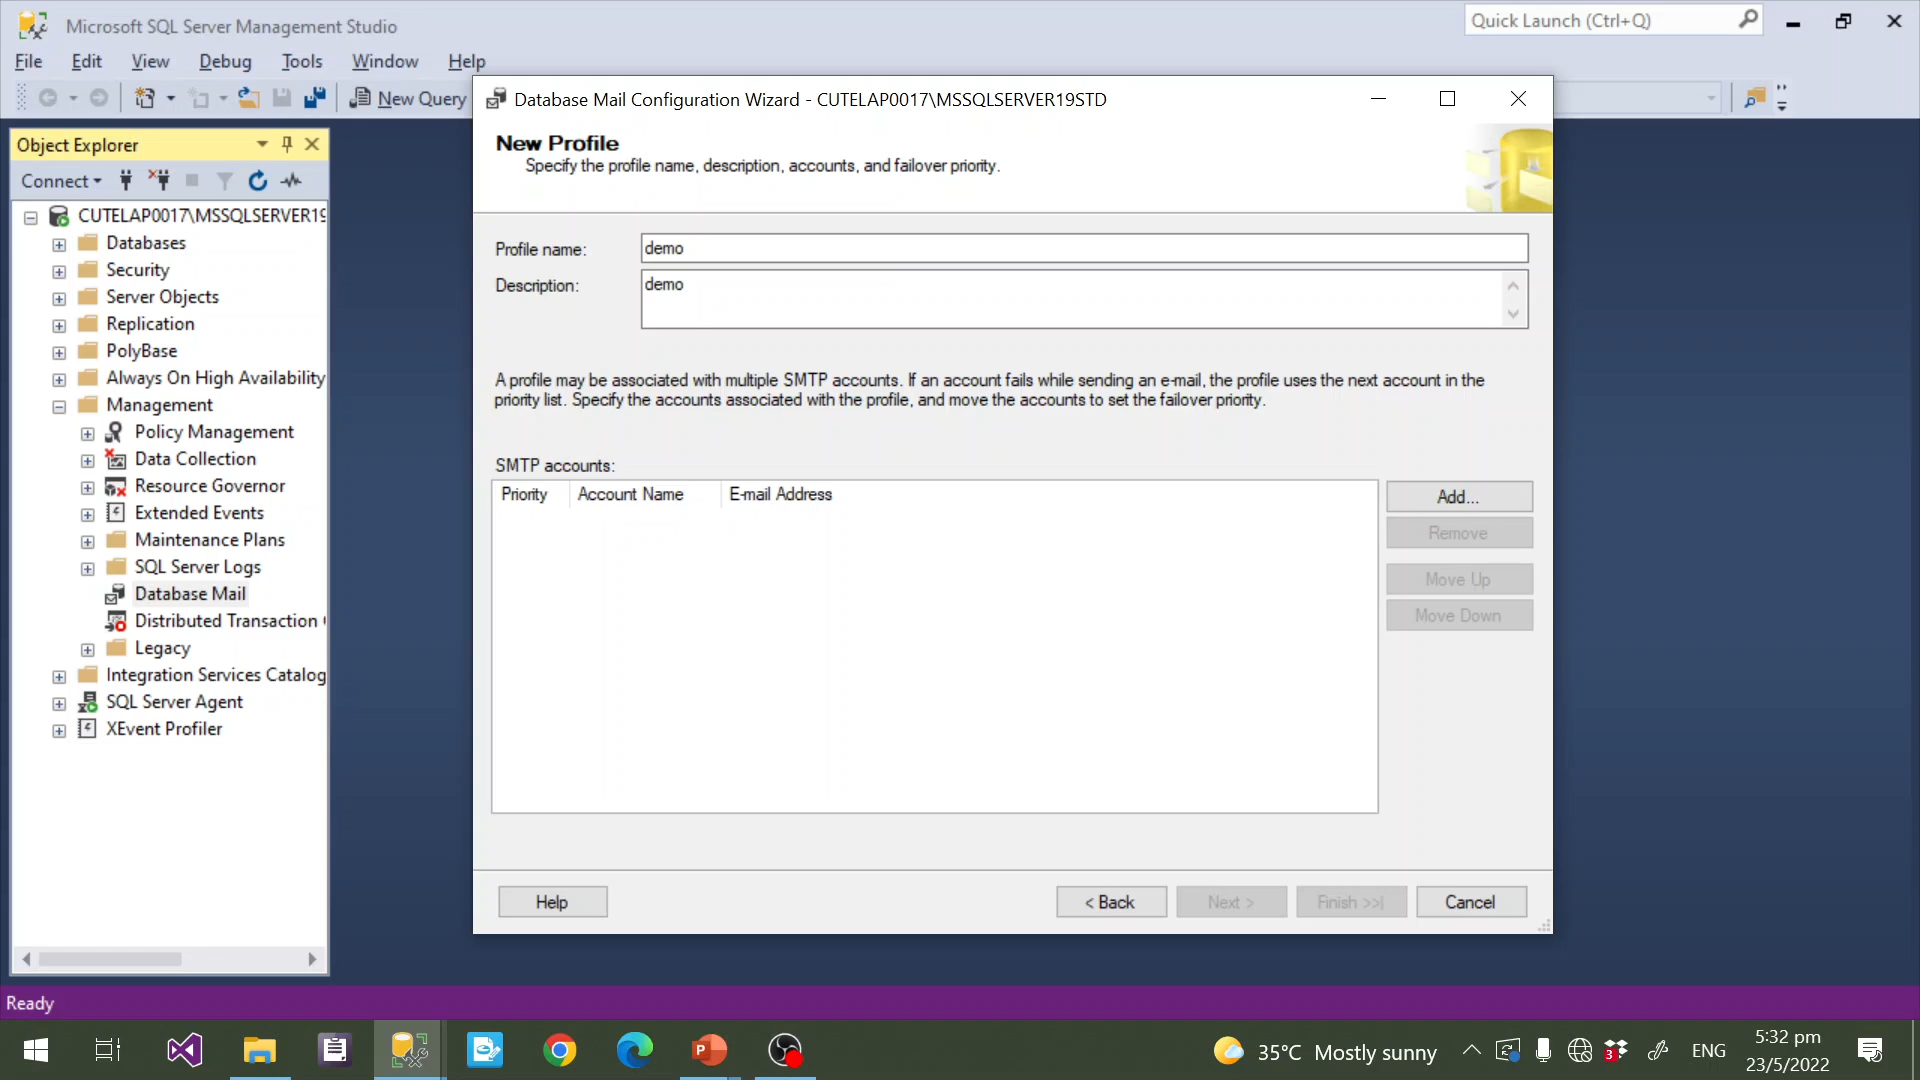 Microsoft SQL Server Management Studio
Quick Launch (Ctrl+Q)
File Edit View Debug Tools Window Help
New Query
Object Explorer
Connect
CUTELAP0017\MSSQLSERVER19
Databases
Security
Server Objects
Replication
PolyBase
Always On High Availability
Management
Policy Management
Data Collection
Resource Governor
Extended Events
Maintenance Plans
SQL Server Logs
Database Mail
Distributed Transaction
Legacy
Integration Services Catalog
SQL Server Agent
XEvent Profiler
Database Mail Configuration Wizard - CUTELAP0017\MSSQLSERVER19STD
New Profile
Specify the profile name, description, accounts, and failover priority.
Profile name: demo
Description: demo
A profile may be associated with multiple SMTP accounts. If an account fails while sending an e-mail, the profile uses the next account in the
priority list. Specify the accounts associated with the profile, and move the accounts to set the failover priority.
SMTP accounts:
Priority Account Name E-mail Address
Add...
Remove
Move Up
Move Down
Help < Back Next > Finish >>| Cancel
Ready
35°C Mostly sunny
3
ENG
5:32 pm
23/5/2022